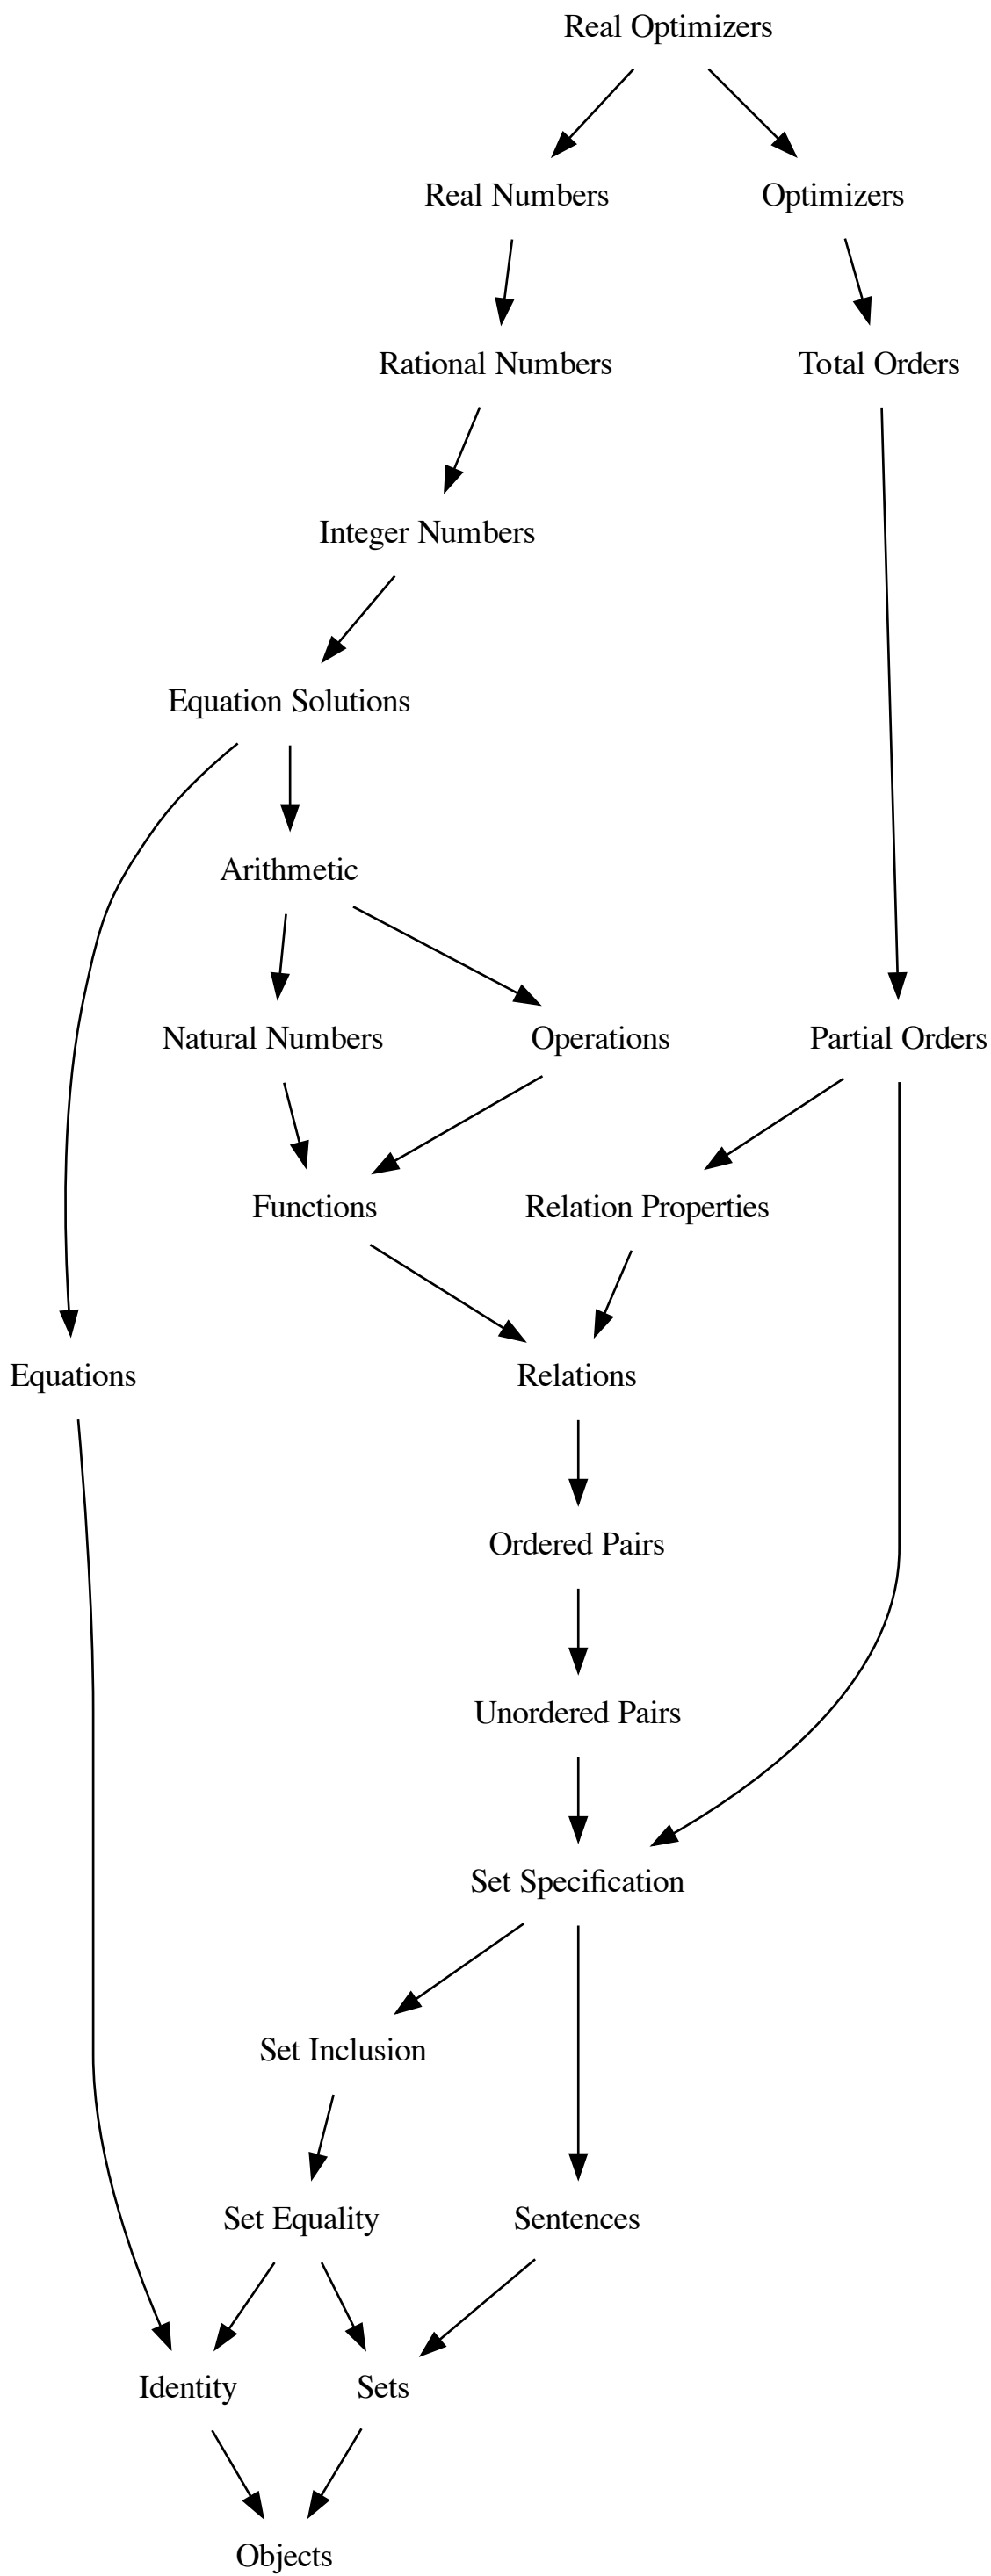 Real Optimizers
Real Numbers
Optimizers
Rational Numbers
Total Orders
Integer Numbers
Equation Solutions
Arithmetic
Natural Numbers
Operations
Partial Orders
Functions
Relation Properties
Equations
Relations
Ordered Pairs
Unordered Pairs
Set Specification
Set Inclusion
Set Equality
Sentences
Identity
Sets
Objects